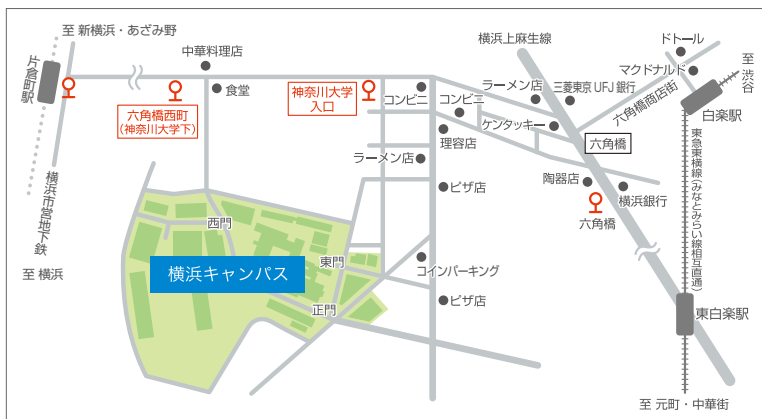 至 新横浜・あざみ野
片倉町駅
横浜市営地下鉄
至 横浜
中華料理店
食堂
六角橋西町
（神奈川大学下）
神奈川大学
入口
コンビニ
コンビニ
理容店
ラーメン店
ピザ店
コインパーキング
ピザ店
西門
横浜キャンパス
東門
正門
横浜上麻生線
ラーメン店
三菱東京UFJ銀行
ケンタッキー
六角橋商店街
六角橋
陶器店
横浜銀行
六角橋
ドトール
マクドナルド
至 渋谷
白楽駅
東急東横線（みなとみらい線相互直通）
東白楽駅
至 元町・中華街